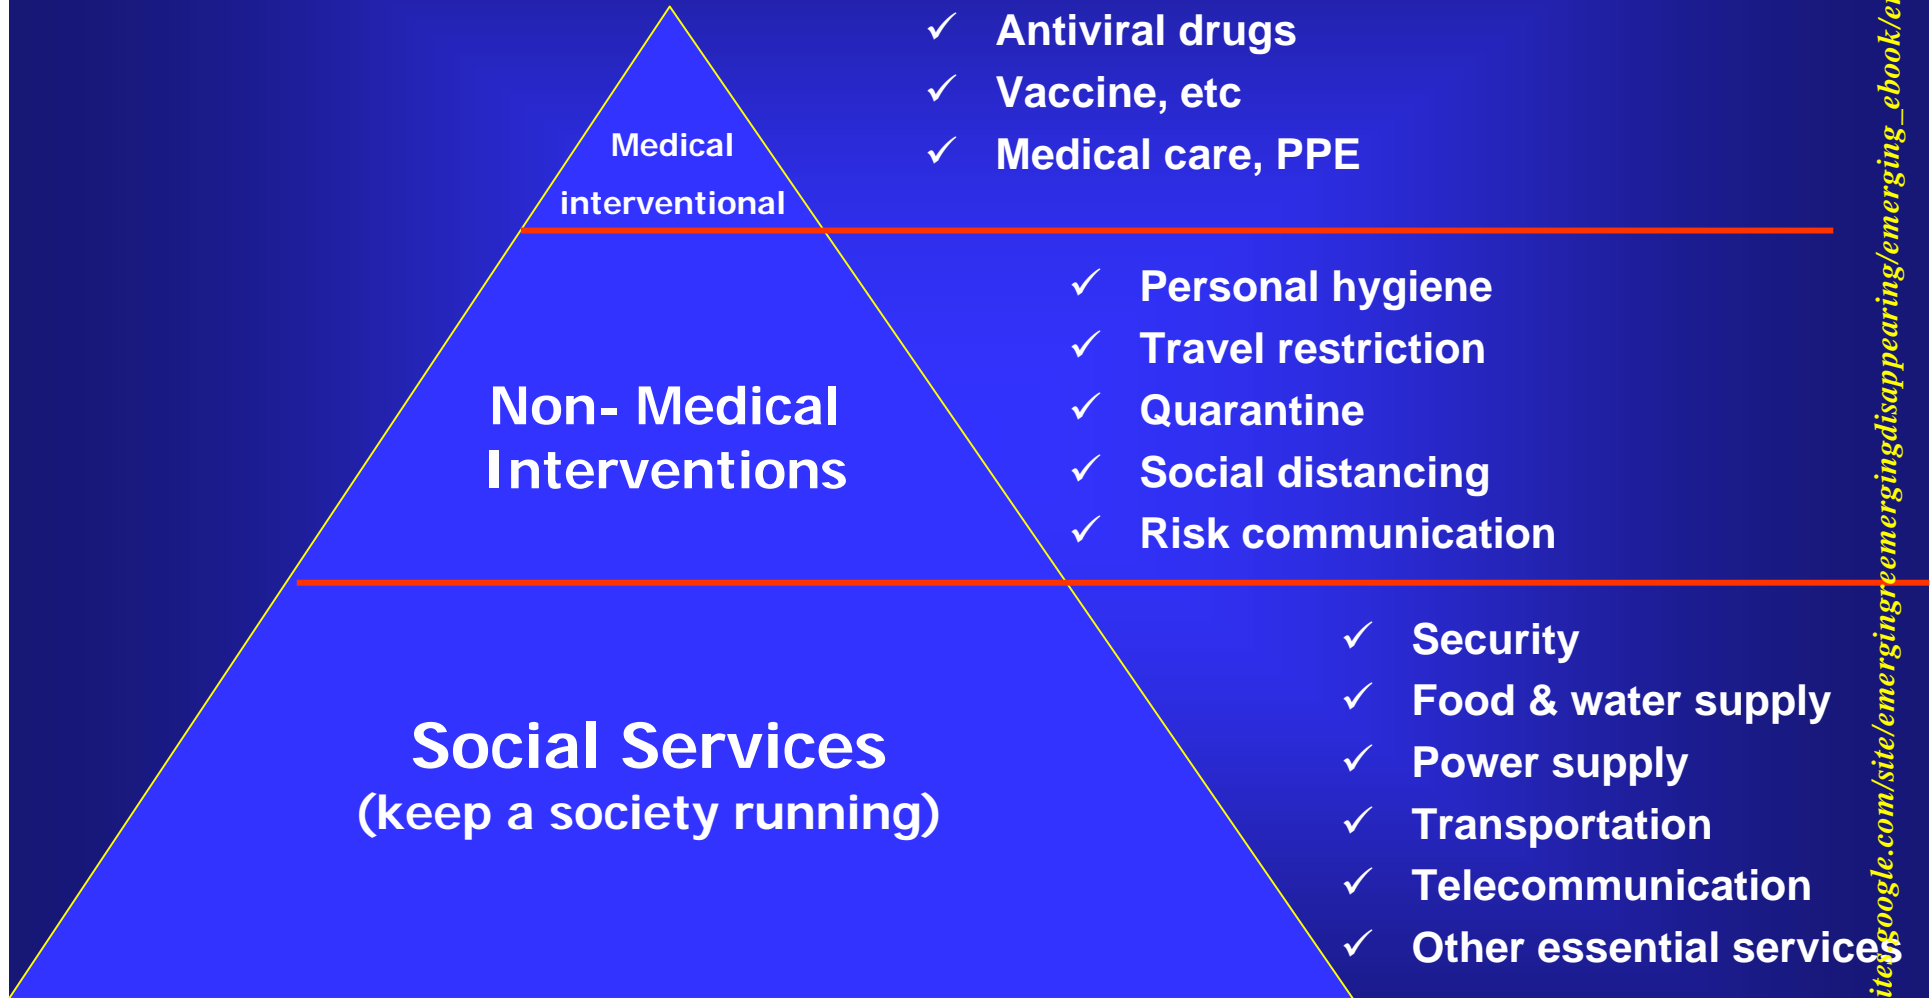 ✓ Antiviral drugs
✓ Vaccine, etc
✓ Medical care, PPE
Medical
interventional
✓ Personal hygiene
✓ Travel restriction
✓ Quarantine
✓ Social distancing
✓ Risk communication
Non- Medical
Interventions
✓ Security
✓ Food & water supply
✓ Power supply
✓ Transportation
✓ Telecommunication
✓ Other essential services
Social Services
(keep a society running)
itesgoogle.com/site/emergingreemergingdisappearing/emerging_ebook/